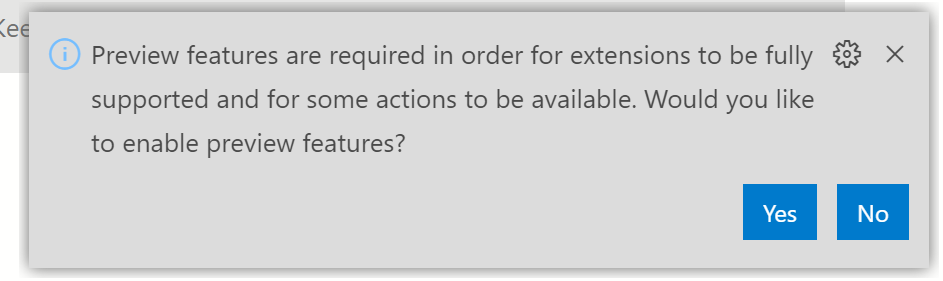 Kee
Preview features are required in order for extensions to be fully
supported and for some actions to be available. Would you like
to enable preview features?
Yes No